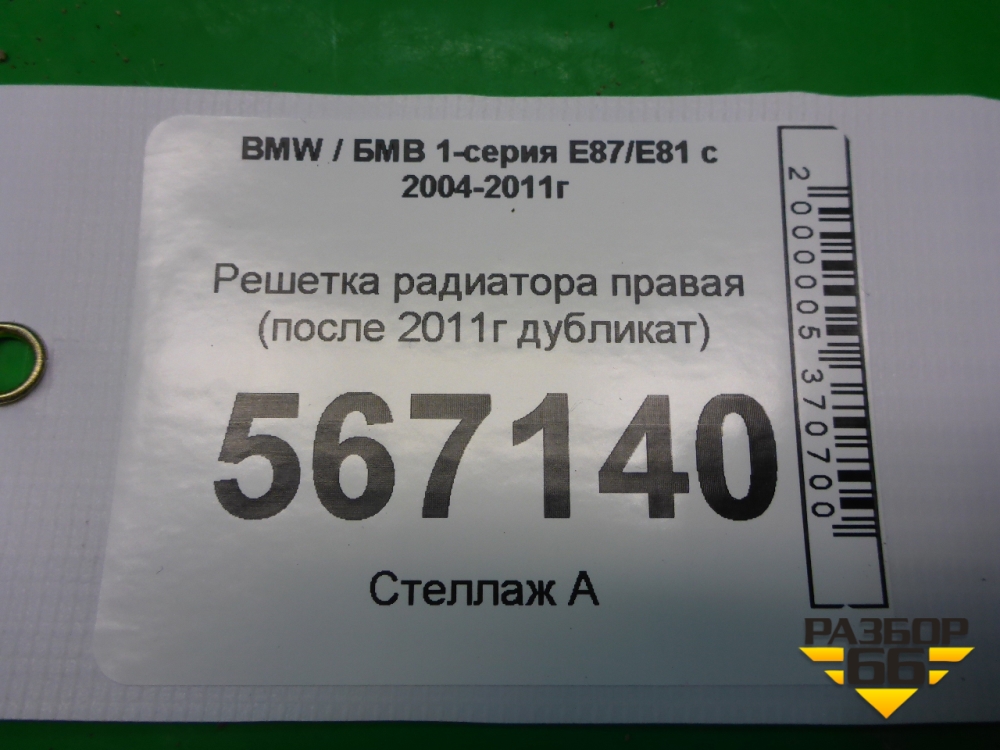 BMW / БМВ 1-серия E87/E81 с
2004-2011г
Решетка радиатора правая
(после 2011г дубликат)
567140
Стеллаж А
2000005370700
РАЗБОР
66